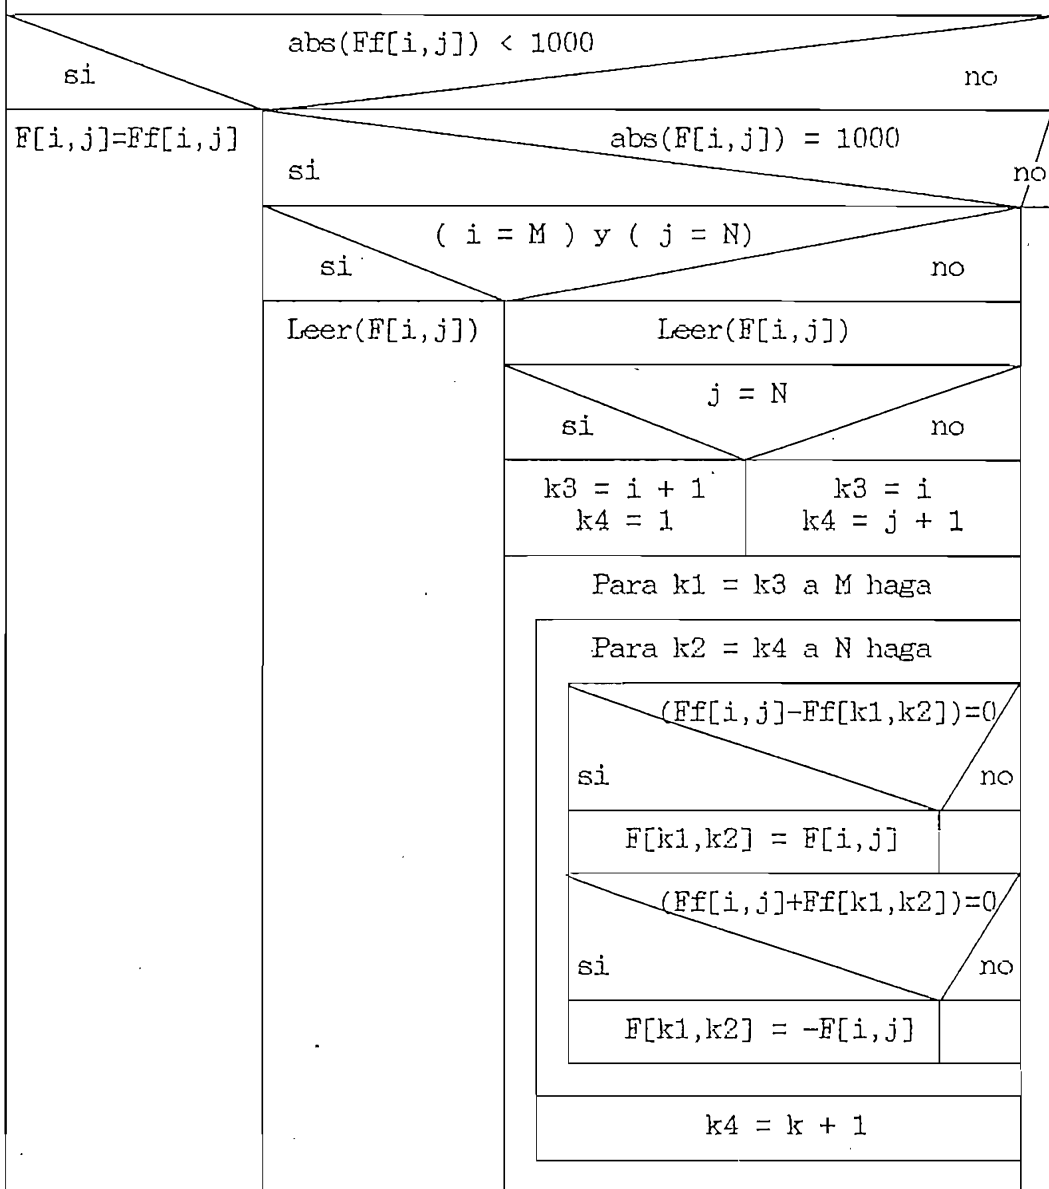 abs(Ff[i,j]) < 1000
si
no
F[i,j]=Ff[i,j]
abs(F[i,j]) = 1000
si
no
( i = M ) y ( j = N)
si
no
Leer(F[i,j])
Leer(F[i,j])
j = N
si
no
k3 = i + 1
k4 = 1
k3 = i
k4 = j + 1
Para k1 = k3 a M haga
Para k2 = k4 a N haga
(Ff[i,j]-Ff[k1,k2])=0
si
no
F[k1,k2] = F[i,j]
(Ff[i,j]+Ff[k1,k2])=0
si
no
F[k1,k2] = -F[i,j]
k4 = k + 1